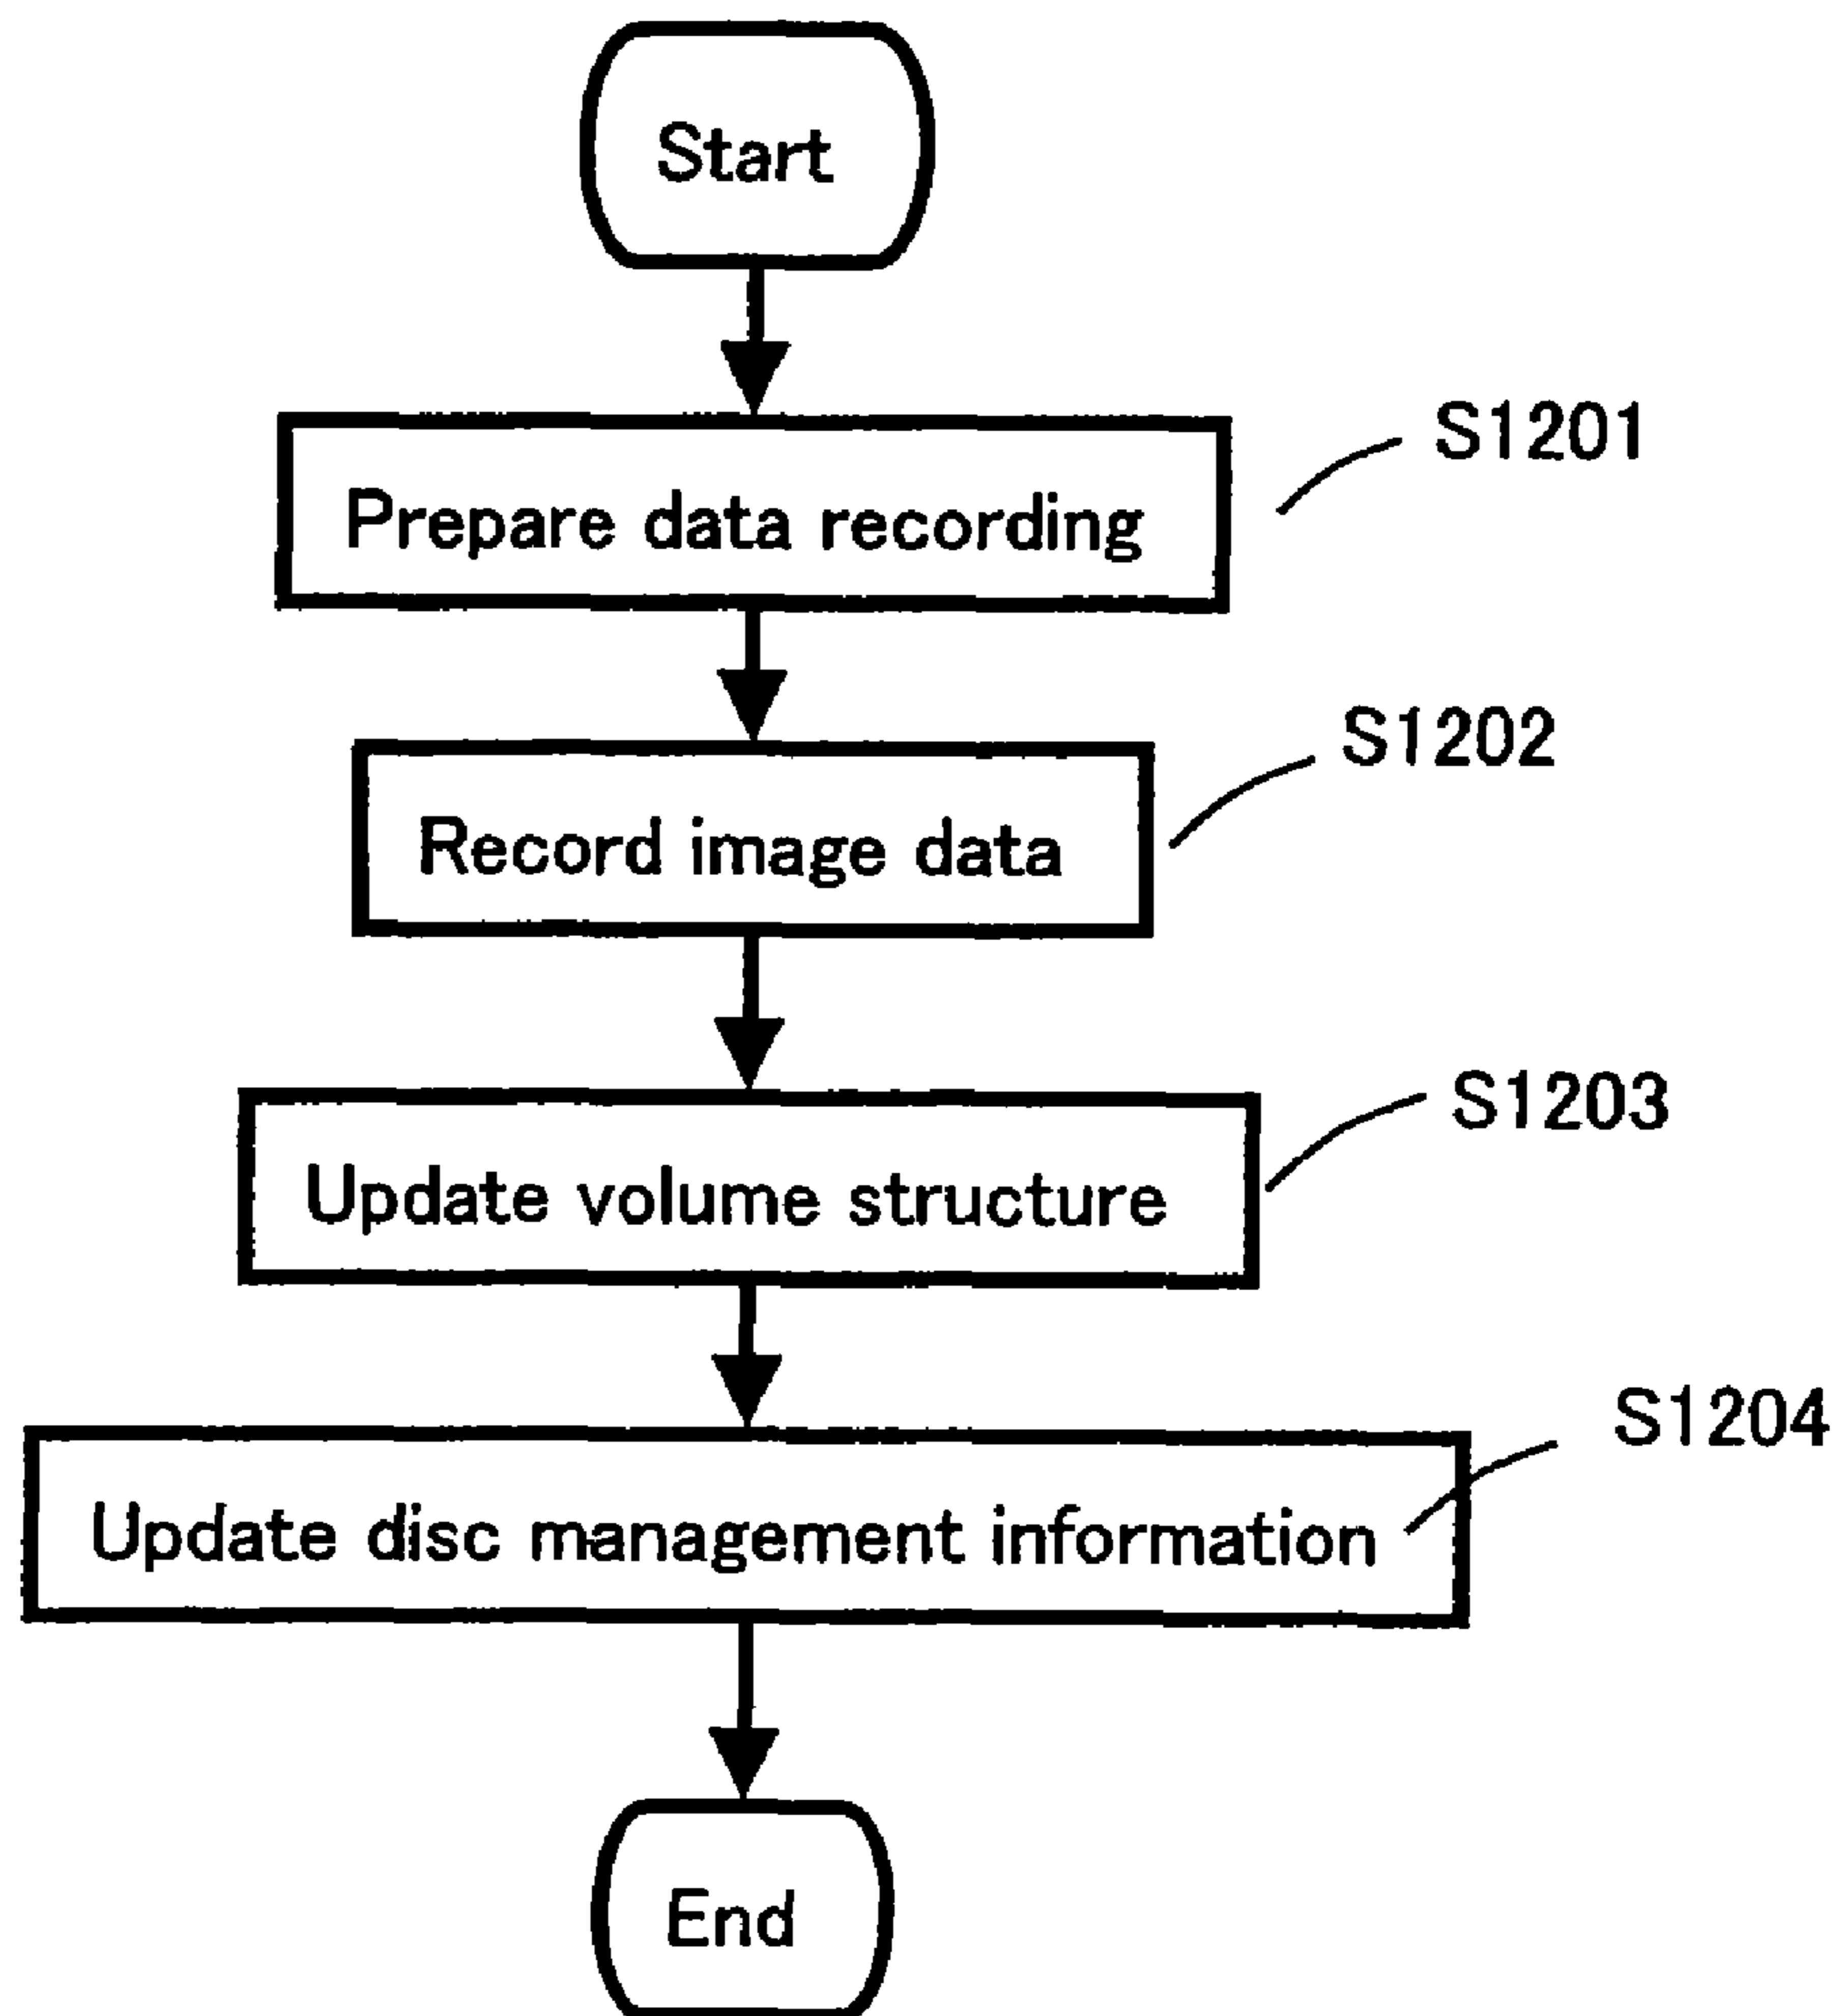 Start
S1201
Prepare data recording
S1202
Record image data
S1203
Update volume structure
S1204
Update disc management information
End